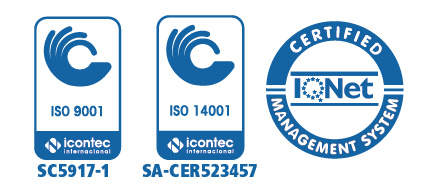 ISO 9001
icontec
internacional
SC5917-1
ISO 14001
icontec
internacional
SA-CER523457
CERTIFIED
IQNet
MANAGEMENT SYSTEM